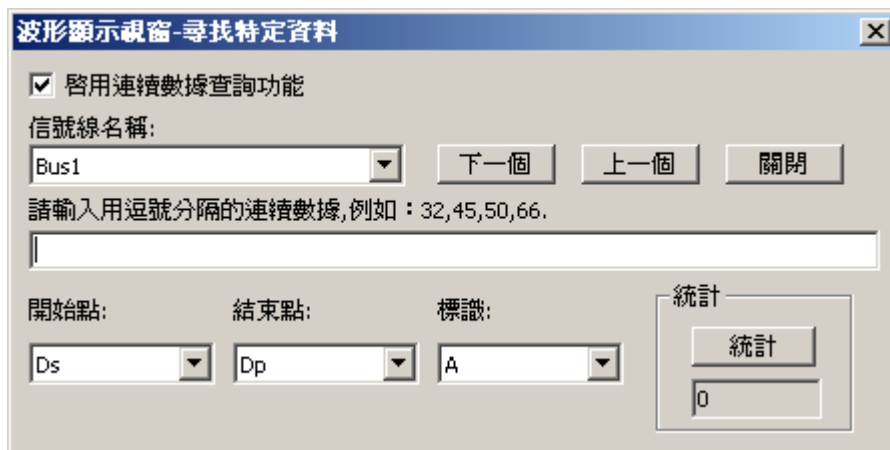 波形顯示視窗-尋找特定資料
啓用連續數據查詢功能
信號線名稱:
Bus1 下一個 上一個 關閉
請輸入用逗號分隔的連續數據,例如：32,45,50,66.
開始點: 結束點: 標識: 統計
Ds Dp A 統計
0